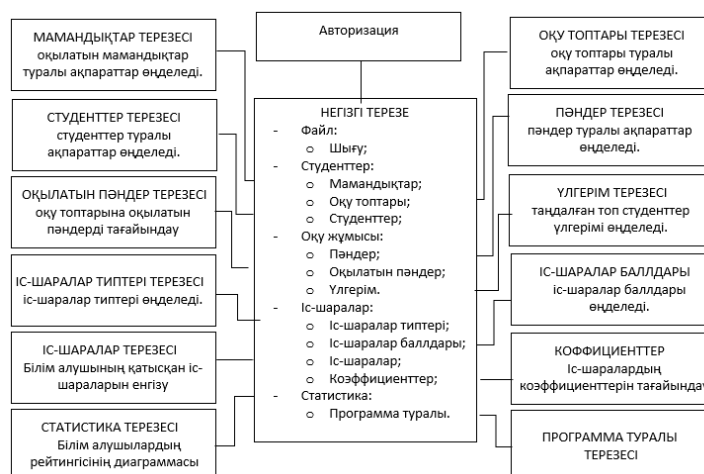 МАМАНДЫҚТАР ТЕРЕЗЕСІ
оқылатын мамандықтар
туралы ақпараттар өңделеді.
СТУДЕНТТЕР ТЕРЕЗЕСІ
студенттер туралы
ақпараттар өңделеді.
ОҚЫЛАТЫН ПӘНДЕР ТЕРЕЗЕСІ
оқу топтарына оқылатын
пәндерді тағайындау
ІС-ШАРАЛАР ТИПТЕРІ ТЕРЕЗЕСІ
іс-шаралар типтері өңделеді.
ІС-ШАРАЛАР ТЕРЕЗЕСІ
Білім алушының қатысқан іс-
шараларын енгізу
СТАТИСТИКА ТЕРЕЗЕСІ
Білім алушылардың
рейтингісінің диаграммасы
Авторизация
НЕГІЗГІ ТЕРЕЗЕ
- Файл:
o Шығу;
- Студенттер:
o Мамандықтар;
o Оқу топтары;
o Студенттер;
- Оқу жұмысы:
o Пәндер;
o Оқылатын пәндер;
o Үлгерім.
- Іс-шаралар:
o Іс-шаралар типтері;
o Іс-шаралар баллдары;
o Іс-шаралар;
o Коэффициенттер;
- Статистика:
o Программа туралы.
ОҚУ ТОПТАРЫ ТЕРЕЗЕСІ
оқу топтары туралы
ақпараттар өңделеді.
ПӘНДЕР ТЕРЕЗЕСІ
пәндер туралы ақпараттар
өңделеді.
ҮЛГЕРІМ ТЕРЕЗЕСІ
таңдалған топ студенттер
үлгерімі өңделеді.
ІС-ШАРАЛАР БАЛЛДАРЫ
іс-шаралар баллдары
өңделеді.
КОФФИЦИЕНТТЕР
Іс-шаралардың
коэффициенттерін тағайындау
ПРОГРАММА ТУРАЛЫ
ТЕРЕЗЕСІ